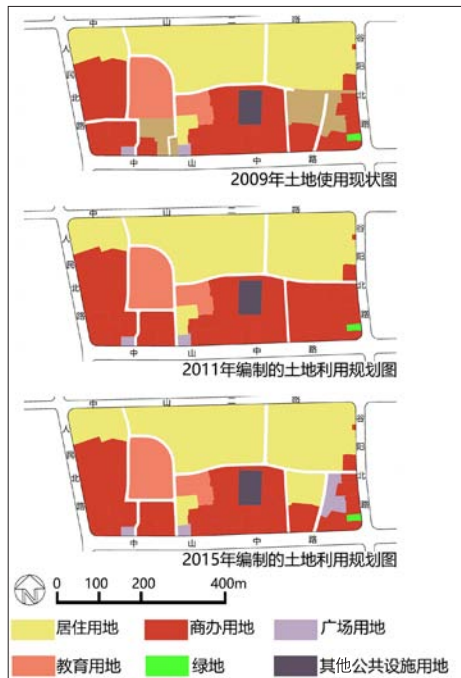 中 山 二 路
人民北路
谷阳北路
中 山 中 路
2009年土地使用现状图
中 山 二 路
人民北路
谷阳北路
中 山 中 路
2011年编制的土地利用规划图
中 山 二 路
人民北路
谷阳北路
中 山 中 路
2015年编制的土地利用规划图
N 0 100 200 400m
居住用地 商办用地 广场用地
教育用地 绿地 其他公共设施用地